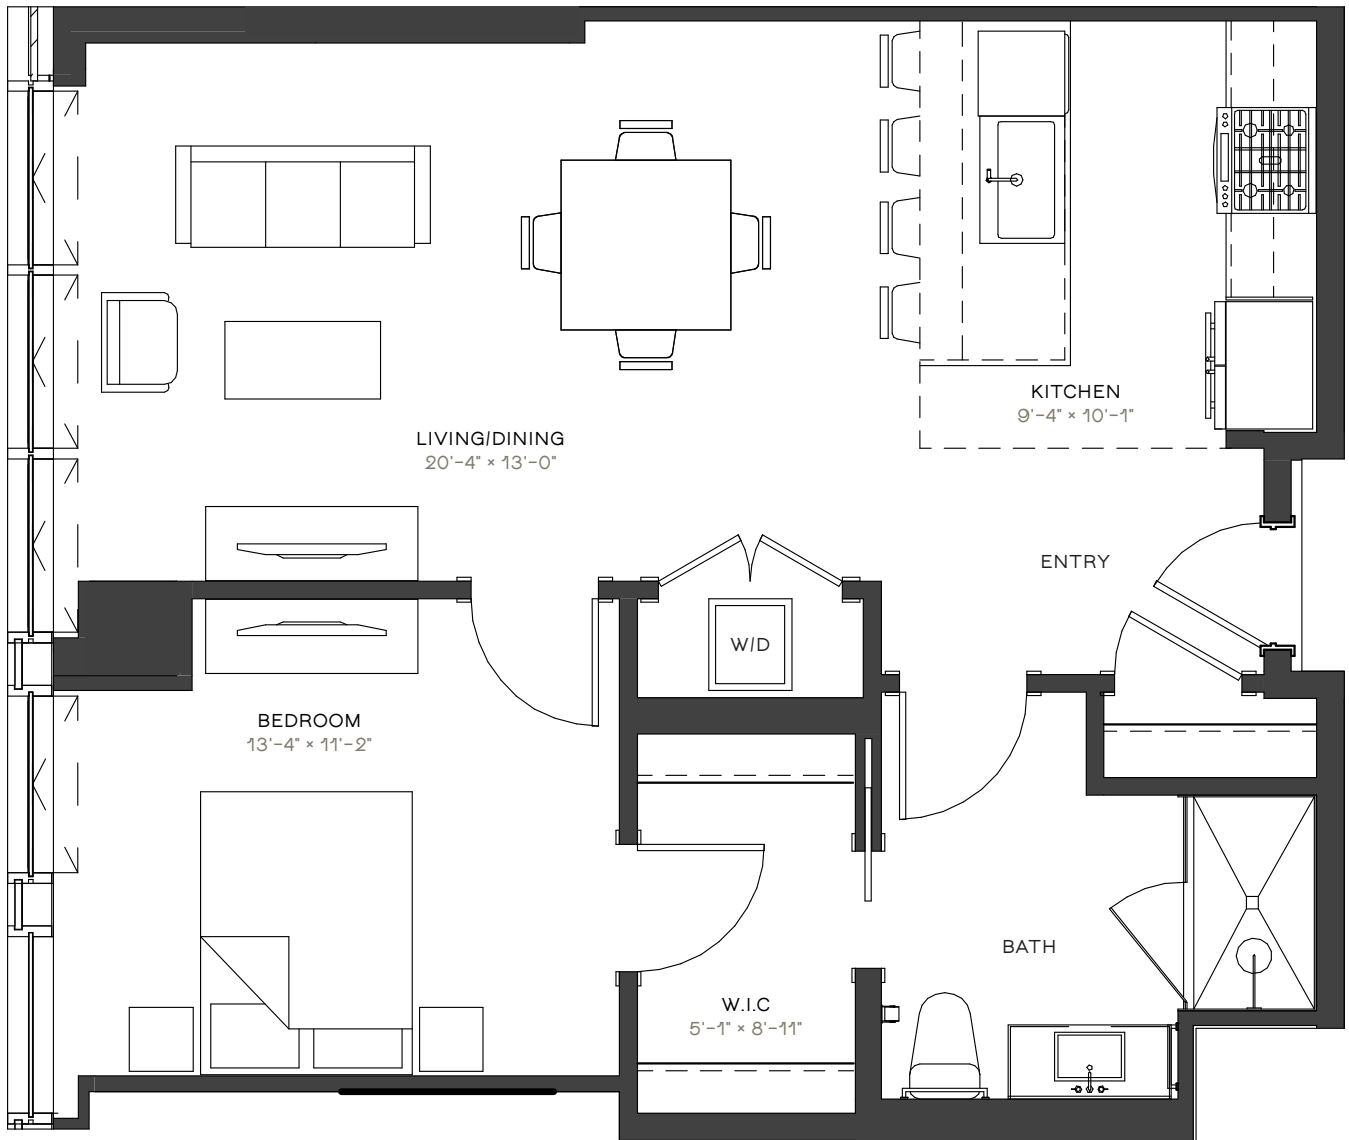 KITCHEN
9'-4" × 10'-1"
LIVING/DINING
20'-4" × 13'-0"
ENTRY
W/D
BEDROOM
13'-4" × 11'-2"
BATH
W.I.C
5'-1" × 8'-11"